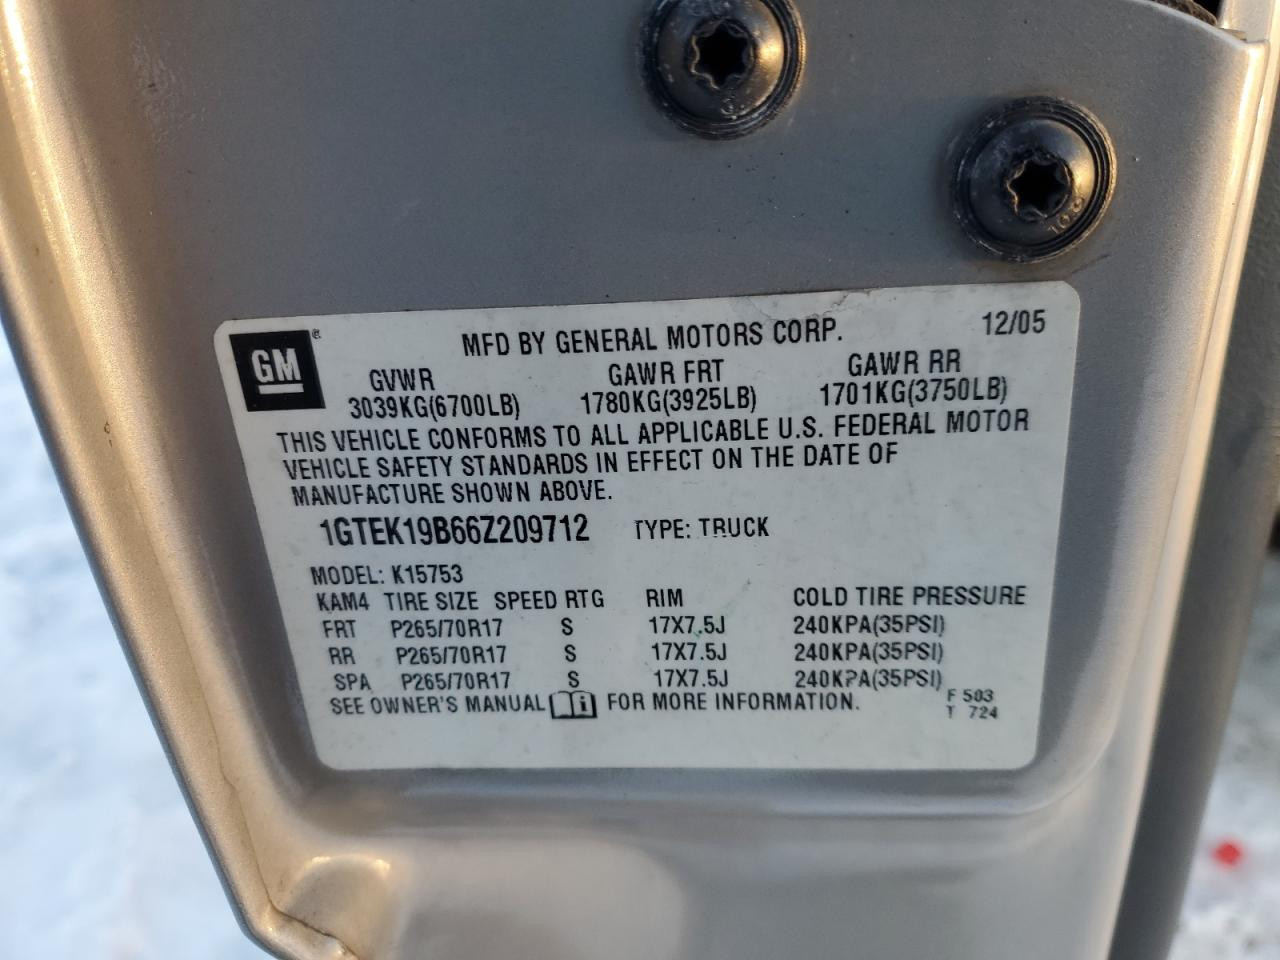 GM ®
MFD BY GENERAL MOTORS CORP. 12/05
GVWR GAWR FRT GAWR RR
3039KG(6700LB) 1780KG(3925LB) 1701KG(3750LB)
THIS VEHICLE CONFORMS TO ALL APPLICABLE U.S. FEDERAL MOTOR
VEHICLE SAFETY STANDARDS IN EFFECT ON THE DATE OF
MANUFACTURE SHOWN ABOVE.
1GTEK19B66Z209712 TYPE: TRUCK
MODEL: K15753
KAM4 TIRE SIZE SPEED RTG RIM COLD TIRE PRESSURE
FRT P265/70R17 S 17X7.5J 240KPA(35PSI)
RR P265/70R17 S 17X7.5J 240KPA(35PSI)
SPA P265/70R17 S 17X7.5J 240KPA(35PSI)
SEE OWNER'S MANUAL i FOR MORE INFORMATION.
F 503
T 724